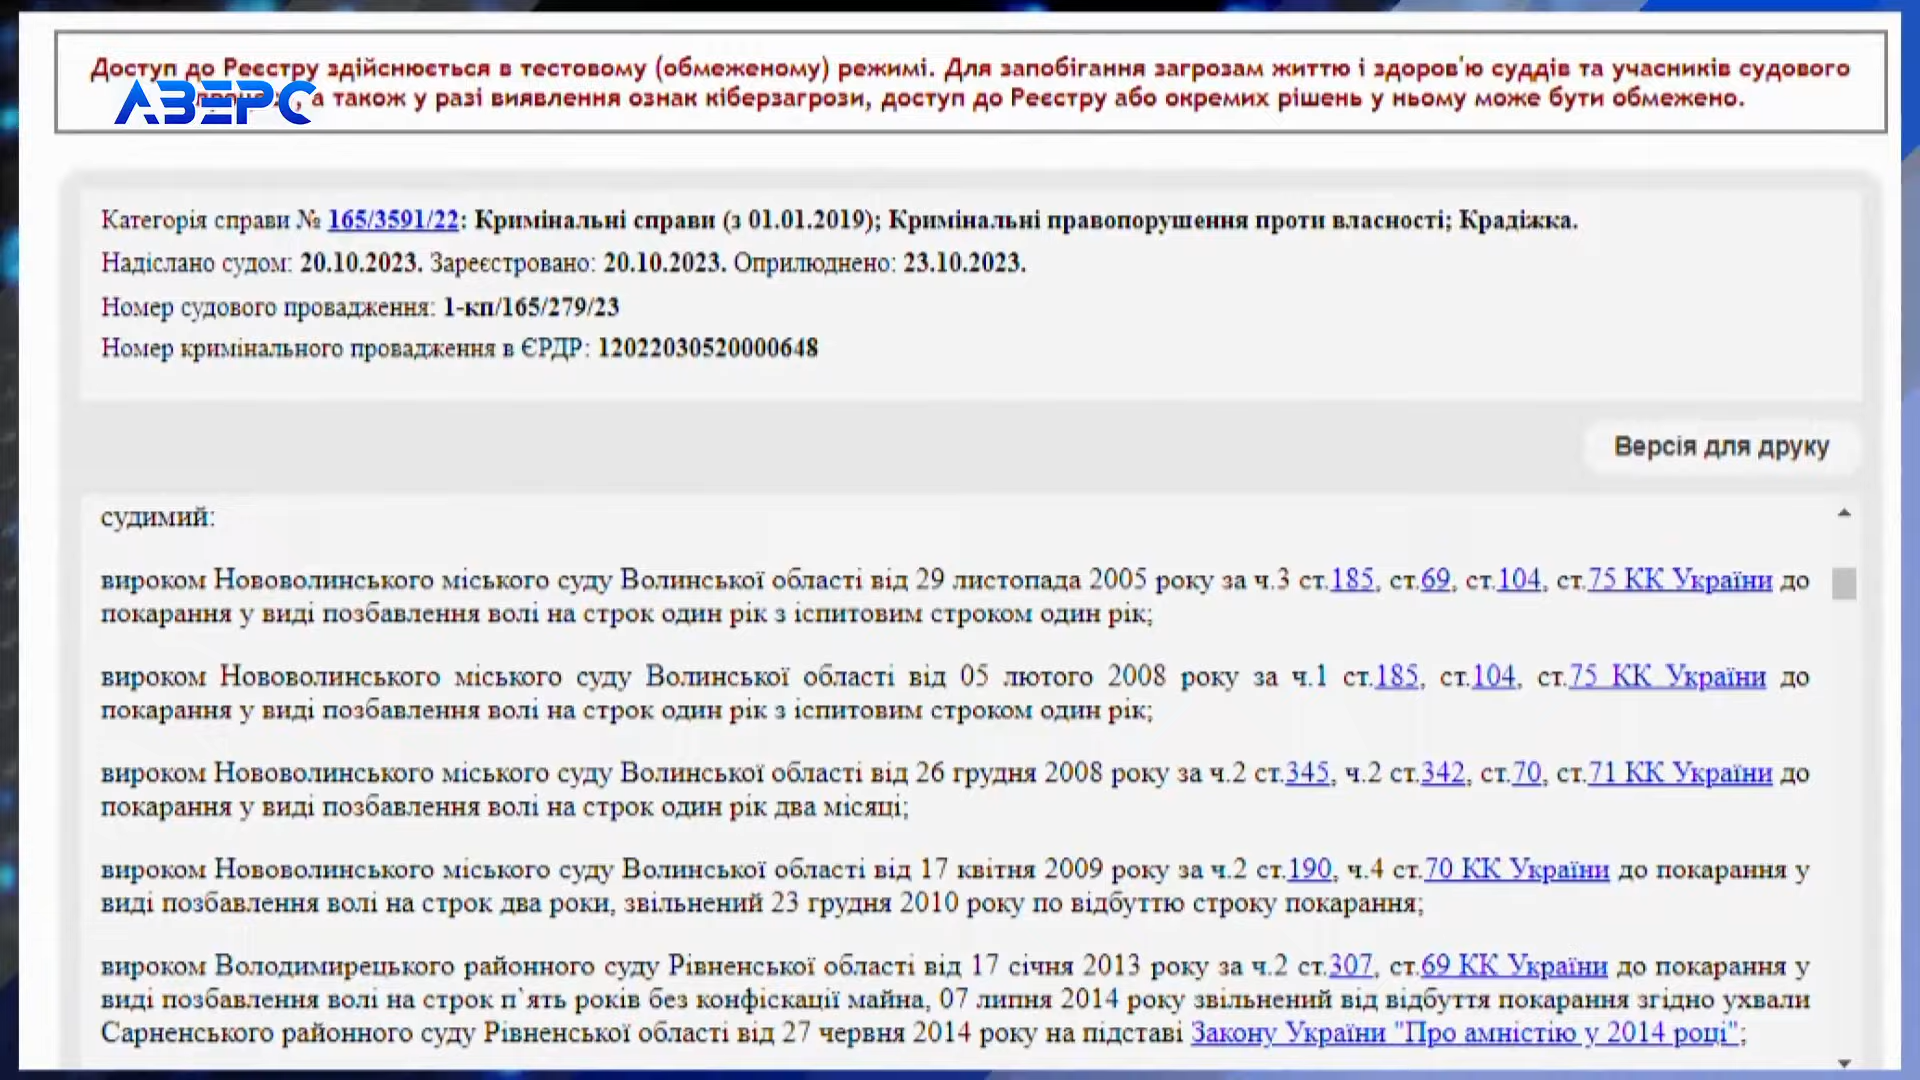 Доступ до Реєстру здійснюється в тестовому (обмеженому) режимі. Для запобігання загрозам життю і здоров'ю суддів та учасників судового
АВЕРС
, а також у разі виявлення ознак кіберзагрози, доступ до Реєстру або окремих рішень у ньому може бути обмежено.
Категорія справи № 165/3591/22: Кримінальні справи (з 01.01.2019); Кримінальні правопорушення проти власності; Крадіжка.
Надіслано судом: 20.10.2023. Зареєстровано: 20.10.2023. Оприлюднено: 23.10.2023.
Номер судового провадження: 1-кп/165/279/23
Номер кримінального провадження в ЄРДР: 12022030520000648
Версія для друку
судимий:
вироком Нововолинського міського суду Волинської області від 29 листопада 2005 року за ч.3 ст.185, ст.69, ст.104, ст.75 КК України до
покарання у виді позбавлення волі на строк один рік з іспитовим строком один рік;
вироком Нововолинського міського суду Волинської області від 05 лютого 2008 року за ч.1 ст.185, ст.104, ст.75 КК України до
покарання у виді позбавлення волі на строк один рік з іспитовим строком один рік;
вироком Нововолинського міського суду Волинської області від 26 грудня 2008 року за ч.2 ст.345, ч.2 ст.342, ст.70, ст.71 КК України до
покарання у виді позбавлення волі на строк один рік два місяці;
вироком Нововолинського міського суду Волинської області від 17 квітня 2009 року за ч.2 ст.190, ч.4 ст.70 КК України до покарання у
виді позбавлення волі на строк два роки, звільнений 23 грудня 2010 року по відбуттю строку покарання;
вироком Володимирецького районного суду Рівненської області від 17 січня 2013 року за ч.2 ст.307, ст.69 КК України до покарання у
виді позбавлення волі на строк п`ять років без конфіскації майна, 07 липня 2014 року звільнений від відбуття покарання згідно ухвали
Сарненського районного суду Рівненської області від 27 червня 2014 року на підставі Закону України "Про амністію у 2014 році";